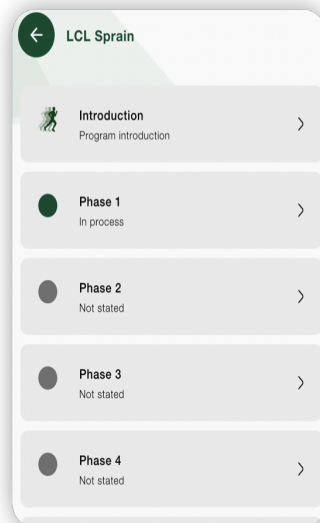 LCL Sprain
Introduction
Program introduction
Phase 1
In process
Phase 2
Not stated
Phase 3
Not stated
Phase 4
Not stated